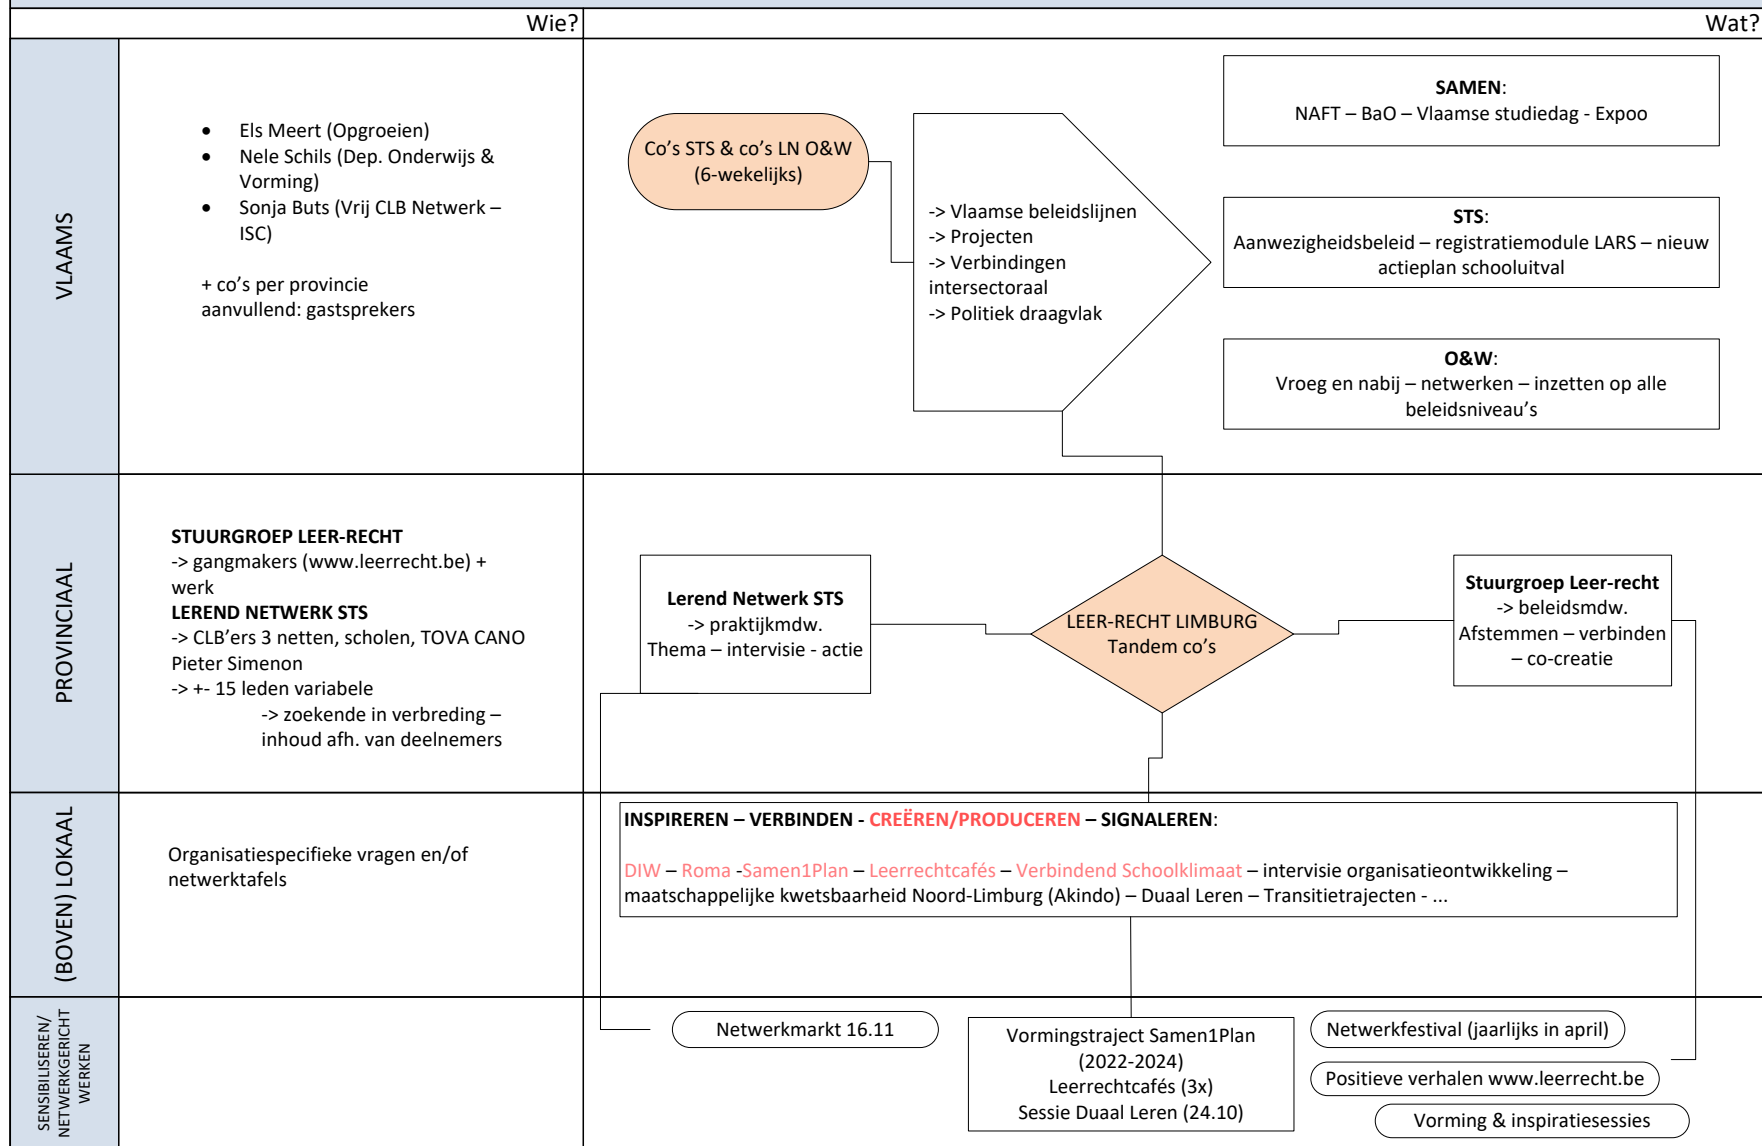 Wie?
Wat?
VLAAMS
• Els Meert (Opgroeien)
• Nele Schils (Dep. Onderwijs &
Vorming)
• Sonja Buts (Vrij CLB Netwerk –
ISC)
+ co's per provincie
aanvullend: gastsprekers
Co's STS & co's LN O&W
(6-wekelijks)
-> Vlaamse beleidslijnen
-> Projecten
-> Verbindingen
intersectoraal
-> Politiek draagvlak
SAMEN:
NAFT – BaO – Vlaamse studiedag - Expoo
STS:
Aanwezigheidsbeleid – registratiemodule LARS – nieuw
actieplan schooluitval
O&W:
Vroeg en nabij – netwerken – inzetten op alle
beleidsniveau's
PROVINCIAAL
STUURGROEP LEER-RECHT
-> gangmakers (www.leerrecht.be) +
werk
LEREND NETWERK STS
-> CLB'ers 3 netten, scholen, TOVA CANO
Pieter Simenon
-> +- 15 leden variabele
-> zoekende in verbreding –
inhoud afh. van deelnemers
Lerend Netwerk STS
-> praktijkmdw.
Thema – intervisie - actie
LEER-RECHT LIMBURG
Tandem co's
Stuurgroep Leer-recht
-> beleidsmdw.
Afstemmen – verbinden
– co-creatie
(BOVEN) LOKAAL
Organisatiespecifieke vragen en/of
netwerktafels
INSPIREREN – VERBINDEN - CREËREN/PRODUCEREN – SIGNALEREN:
DIW – Roma -Samen1Plan – Leerrechtcafés – Verbindend Schoolklimaat – intervisie organisatieontwikkeling –
maatschappelijke kwetsbaarheid Noord-Limburg (Akindo) – Duaal Leren – Transitietrajecten - ...
SENSIBILISEREN/
NETWERKGERICHT
WERKEN
Netwerkmarkt 16.11
Vormingstraject Samen1Plan
(2022-2024)
Leerrechtcafés (3x)
Sessie Duaal Leren (24.10)
Netwerkfestival (jaarlijks in april)
Positieve verhalen www.leerrecht.be
Vorming & inspiratiesessies